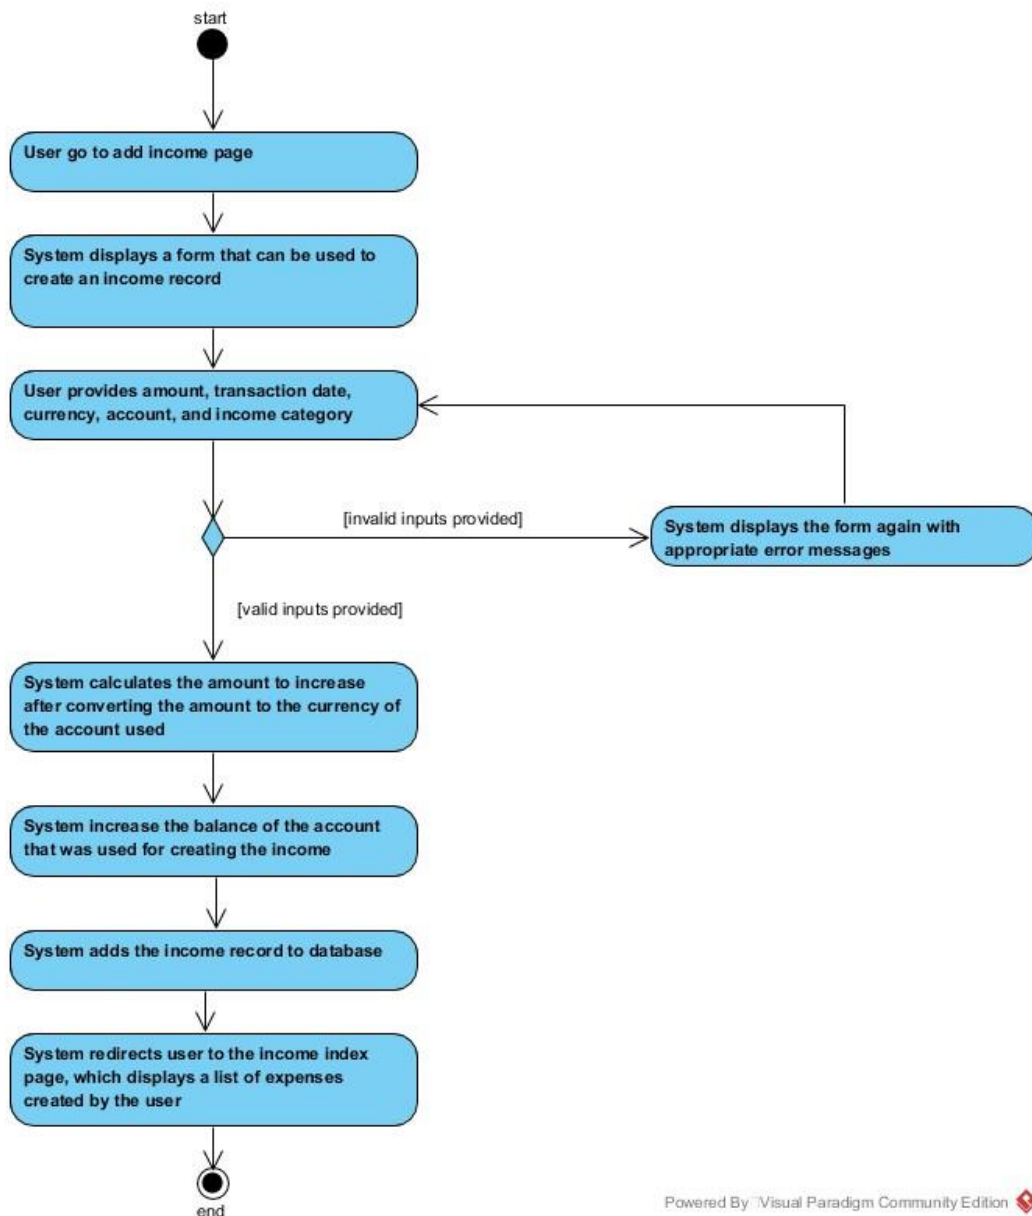 start
User go to add income page
System displays a form that can be used to
create an income record
User provides amount, transaction date,
currency, account, and income category
[invalid inputs provided]
System displays the form again with
appropriate error messages
[valid inputs provided]
System calculates the amount to increase
after converting the amount to the currency of
the account used
System increase the balance of the account
that was used for creating the income
System adds the income record to database
System redirects user to the income index
page, which displays a list of expenses
created by the user
end
Powered By Visual Paradigm Community Edition